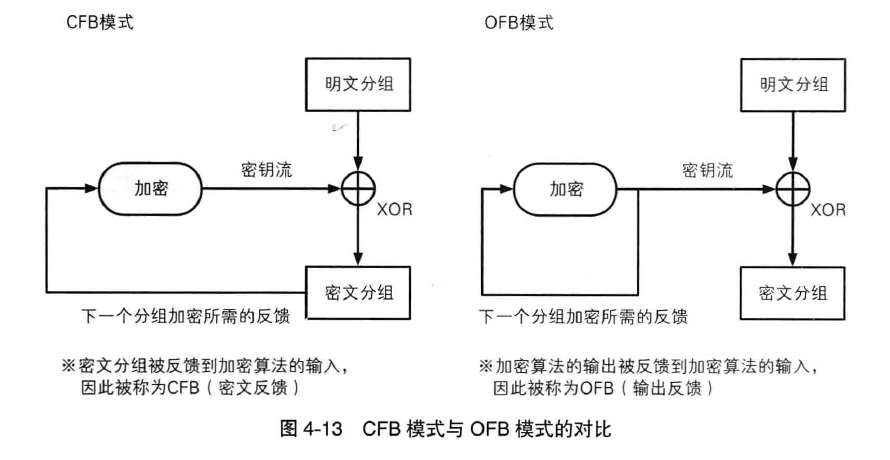 CFB模式
明文分组
加密
密钥流
XOR
密文分组
下一个分组加密所需的反馈
※密文分组被反馈到加密算法的输入,
因此被称为CFB(密文反馈)
OFB模式
明文分组
加密
密钥流
XOR
密文分组
下一个分组加密所需的反馈
※加密算法的输出被反馈到加密算法的输入,
因此被称为OFB(输出反馈)
图 4-13 CFB 模式与 OFB 模式的对比